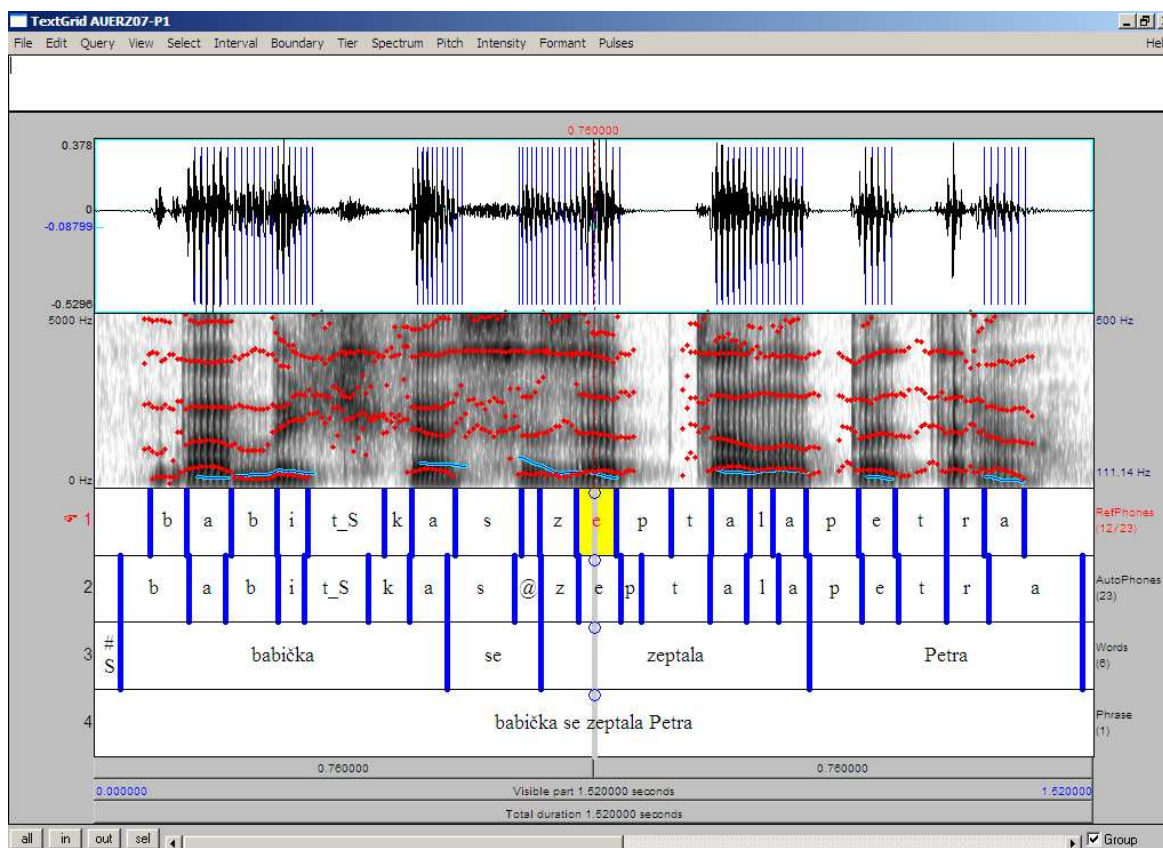 TextGrid AUERZ07-P1
File Edit Query View Select Interval Boundary Tier Spectrum Pitch Intensity Formant Pulses Hel
0.760000
0.378
0
-0.08799
-0.5296
5000 Hz 500 Hz
0 Hz 111.14 Hz
1 b a b i t_S k a s z e p t a l a p e t r a RefPhones
(12/23)
2 b a b i t_S k a s @ z e p t a l a p e t r a AutoPhones
(23)
3 # S babička se zeptala Petra Words
(6)
4 babička se zeptala Petra Phrase
(1)
0.760000 0.760000
0.000000 Visible part 1.520000 seconds 1.520000
Total duration 1.520000 seconds
all in out sel Group